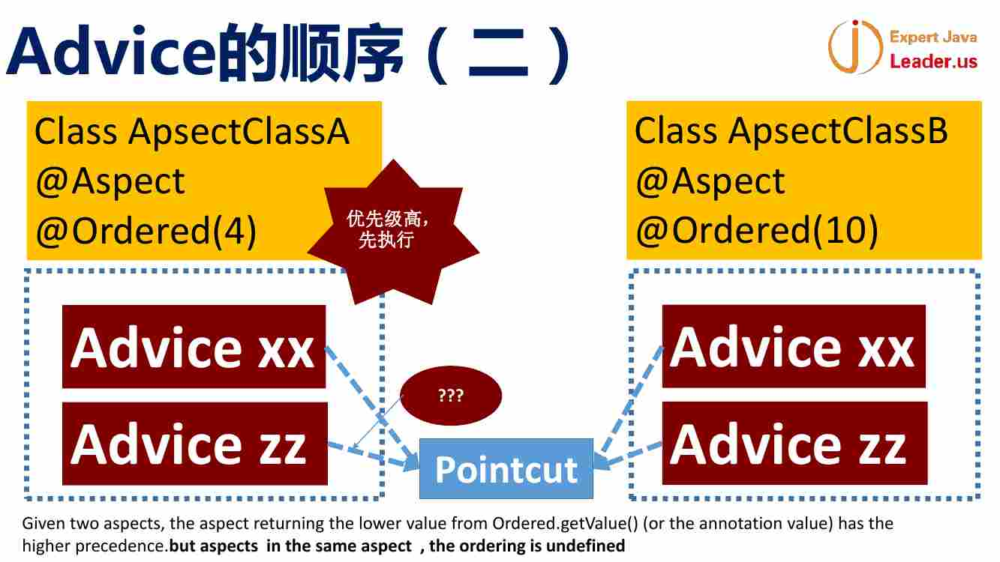 Advice的顺序（二）
Expert Java
Leader.us
Class ApsectClassA
@Aspect
@Ordered(4)
优先级高，
先执行
Class ApsectClassB
@Aspect
@Ordered(10)
Advice xx
Advice zz
???
Pointcut
Advice xx
Advice zz
Given two aspects, the aspect returning the lower value from Ordered.getValue() (or the annotation value) has the
higher precedence.but aspects in the same aspect , the ordering is undefined